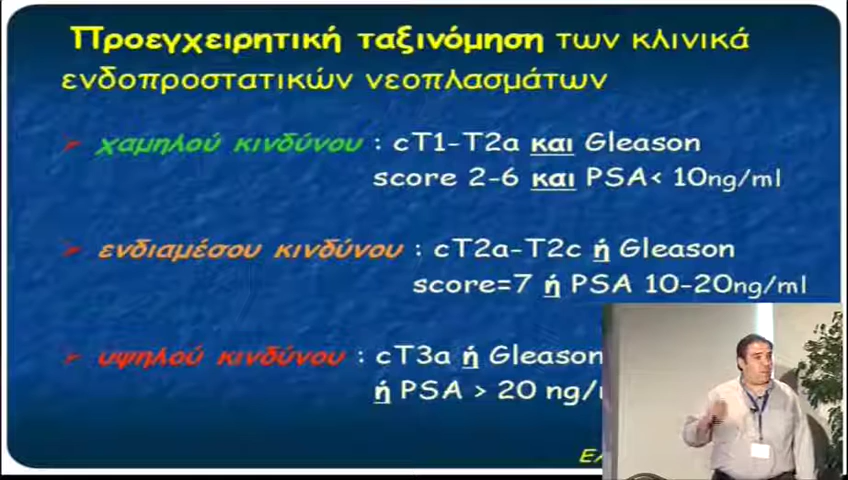 Προεγχειρητική ταξινόμηση των κλινικά
ενδοπροστατικών νεοπλασμάτων
χαμηλού κινδύνου : cT1-T2a και Gleason
score 2-6 και PSA< 10ng/ml
ενδιαμέσου κινδύνου : cT2a-T2c ή Gleason
score=7 ή PSA 10-20ng/ml
υψηλού κινδύνου : cT3a ή Gleason
ή PSA > 20 ng/